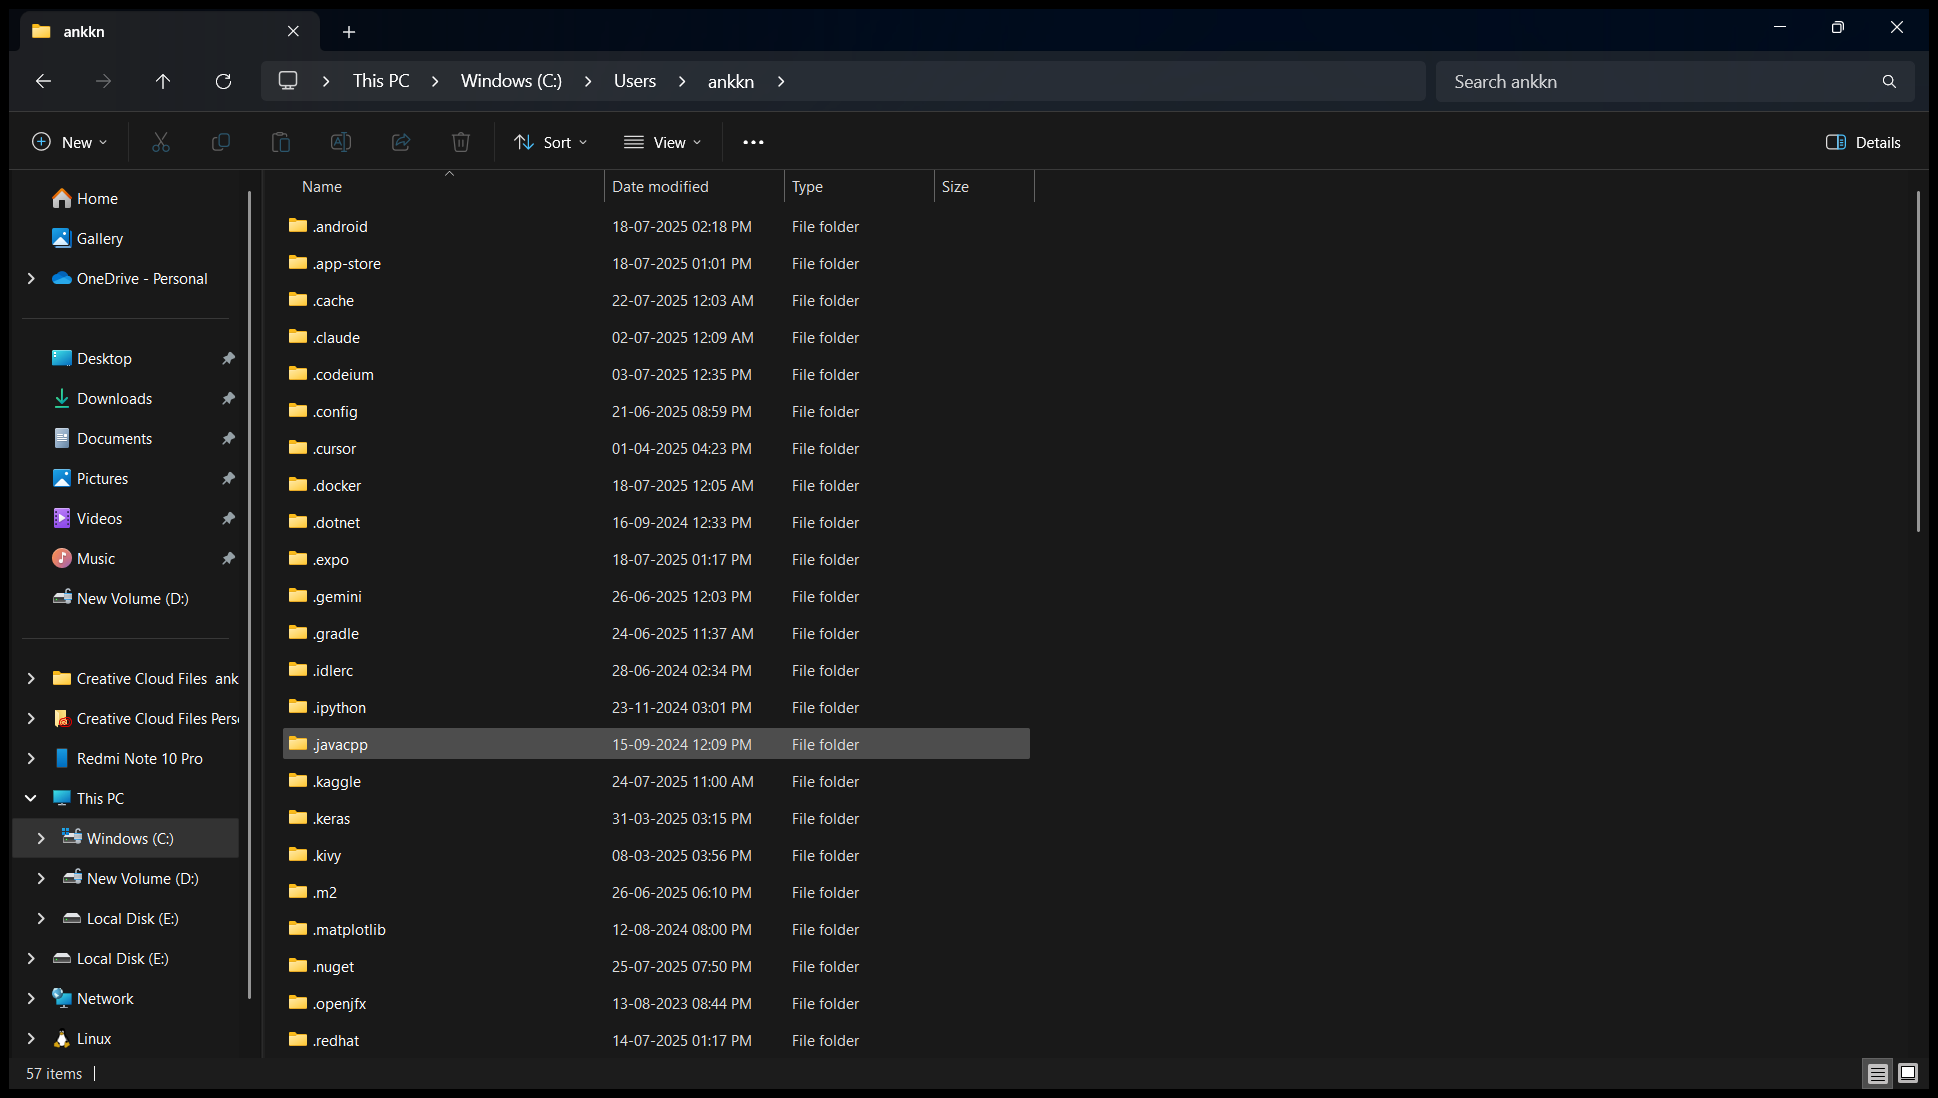 ankkn
This PC > Windows (C:) > Users > ankkn >
Search ankkn
New
Sort
View
Details
Home
Gallery
OneDrive - Personal
Desktop
Downloads
Documents
Pictures
Videos
Music
New Volume (D:)
Creative Cloud Files ank
Creative Cloud Files Pers
Redmi Note 10 Pro
This PC
Windows (C:)
New Volume (D:)
Local Disk (E:)
Local Disk (E:)
Network
Linux
Name Date modified Type Size
.android 18-07-2025 02:18 PM File folder
.app-store 18-07-2025 01:01 PM File folder
.cache 22-07-2025 12:03 AM File folder
.claude 02-07-2025 12:09 AM File folder
.codeium 03-07-2025 12:35 PM File folder
.config 21-06-2025 08:59 PM File folder
.cursor 01-04-2025 04:23 PM File folder
.docker 18-07-2025 12:05 AM File folder
.dotnet 16-09-2024 12:33 PM File folder
.expo 18-07-2025 01:17 PM File folder
.gemini 26-06-2025 12:03 PM File folder
.gradle 24-06-2025 11:37 AM File folder
.idlerc 28-06-2024 02:34 PM File folder
.ipython 23-11-2024 03:01 PM File folder
.javacpp 15-09-2024 12:09 PM File folder
.kaggle 24-07-2025 11:00 AM File folder
.keras 31-03-2025 03:15 PM File folder
.kivy 08-03-2025 03:56 PM File folder
.m2 26-06-2025 06:10 PM File folder
.matplotlib 12-08-2024 08:00 PM File folder
.nuget 25-07-2025 07:50 PM File folder
.openjfx 13-08-2023 08:44 PM File folder
.redhat 14-07-2025 01:17 PM File folder
57 items